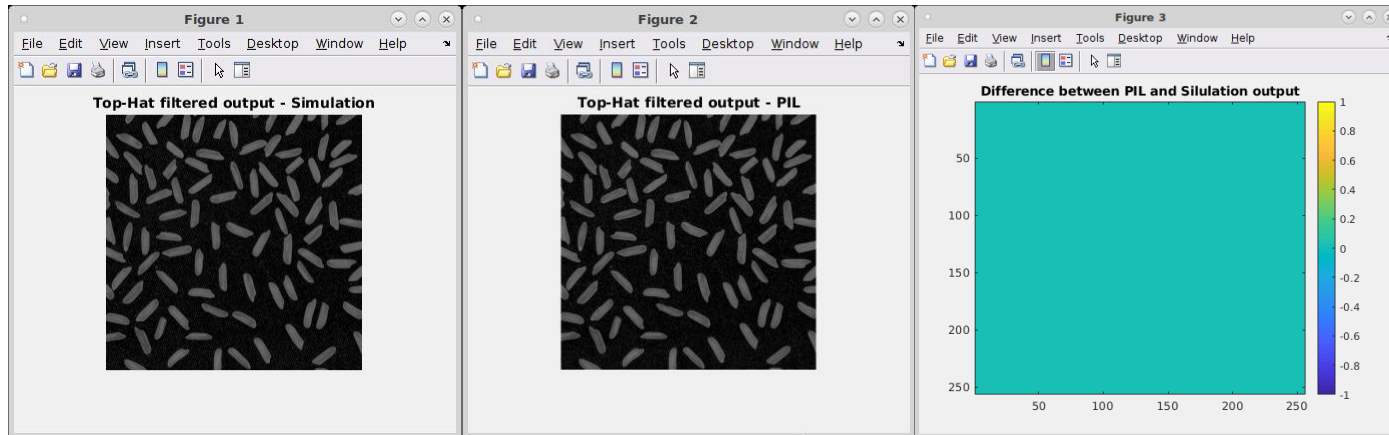 Figure 1
File Edit View Insert Tools Desktop Window Help
Top-Hat filtered output - Simulation
Figure 2
File Edit View Insert Tools Desktop Window Help
Top-Hat filtered output - PIL
Figure 3
File Edit View Insert Tools Desktop Window Help
Difference between PIL and Silulation output
50
100
150
200
250
50 100 150 200 250
1
0.8
0.6
0.4
0.2
0
-0.2
-0.4
-0.6
-0.8
-1